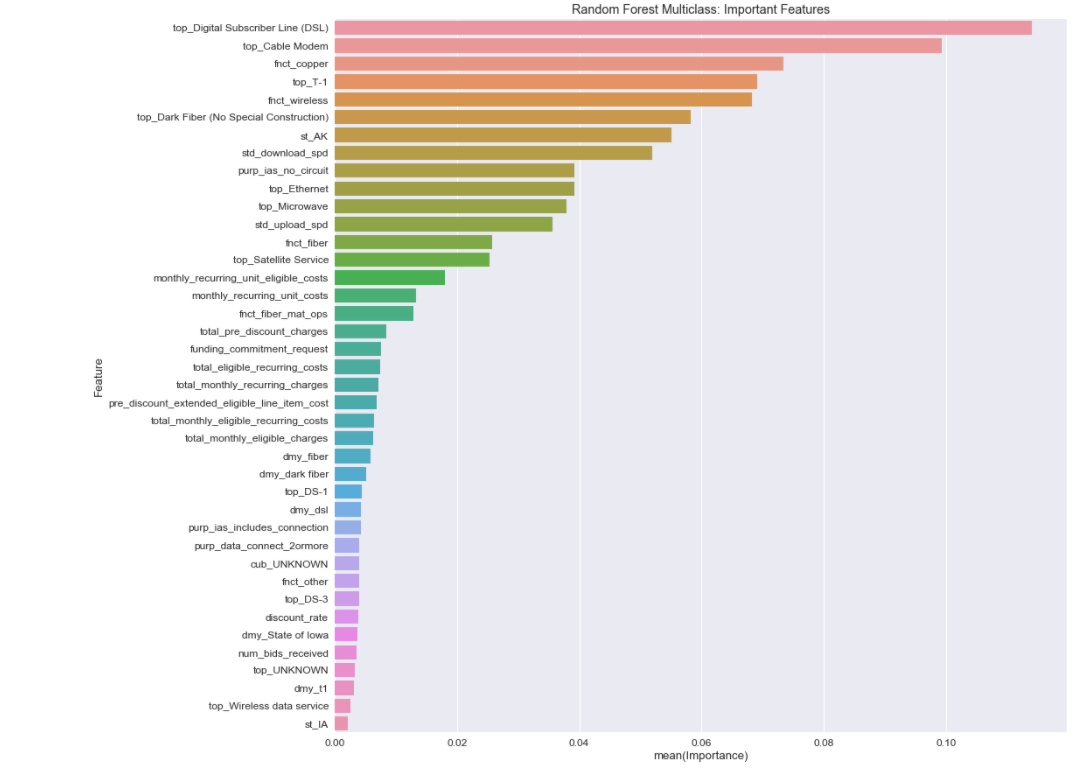 Random Forest Multiclass: Important Features
top_Digital Subscriber Line (DSL)
top_Cable Modem
fnct_copper
top_T-1
fnct_wireless
top_Dark Fiber (No Special Construction)
st_AK
std_download_spd
purp_ias_no_circuit
top_Ethernet
top_Microwave
std_upload_spd
fnct_fiber
top_Satellite Service
monthly_recurring_unit_eligible_costs
monthly_recurring_unit_costs
fnct_fiber_mat_ops
total_pre_discount_charges
funding_commitment_request
total_eligible_recurring_costs
total_monthly_recurring_charges
pre_discount_extended_eligible_line_item_cost
total_monthly_eligible_recurring_costs
total_monthly_eligible_charges
dmy_fiber
dmy_dark fiber
top_DS-1
dmy_dsl
purp_ias_includes_connection
purp_data_connect_2ormore
cub_UNKNOWN
fnct_other
top_DS-3
discount_rate
dmy_State of Iowa
num_bids_received
top_UNKNOWN
dmy_t1
top_Wireless data service
st_IA
Feature
0.00 0.02 0.04 0.06 0.08 0.10
mean(Importance)